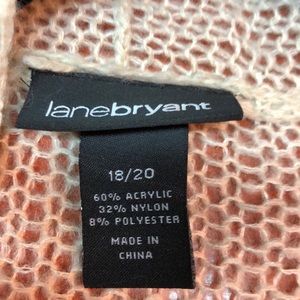 lanebryant
18/20
60% ACRYLIC
32% NYLON
8% POLYESTER
MADE IN
CHINA